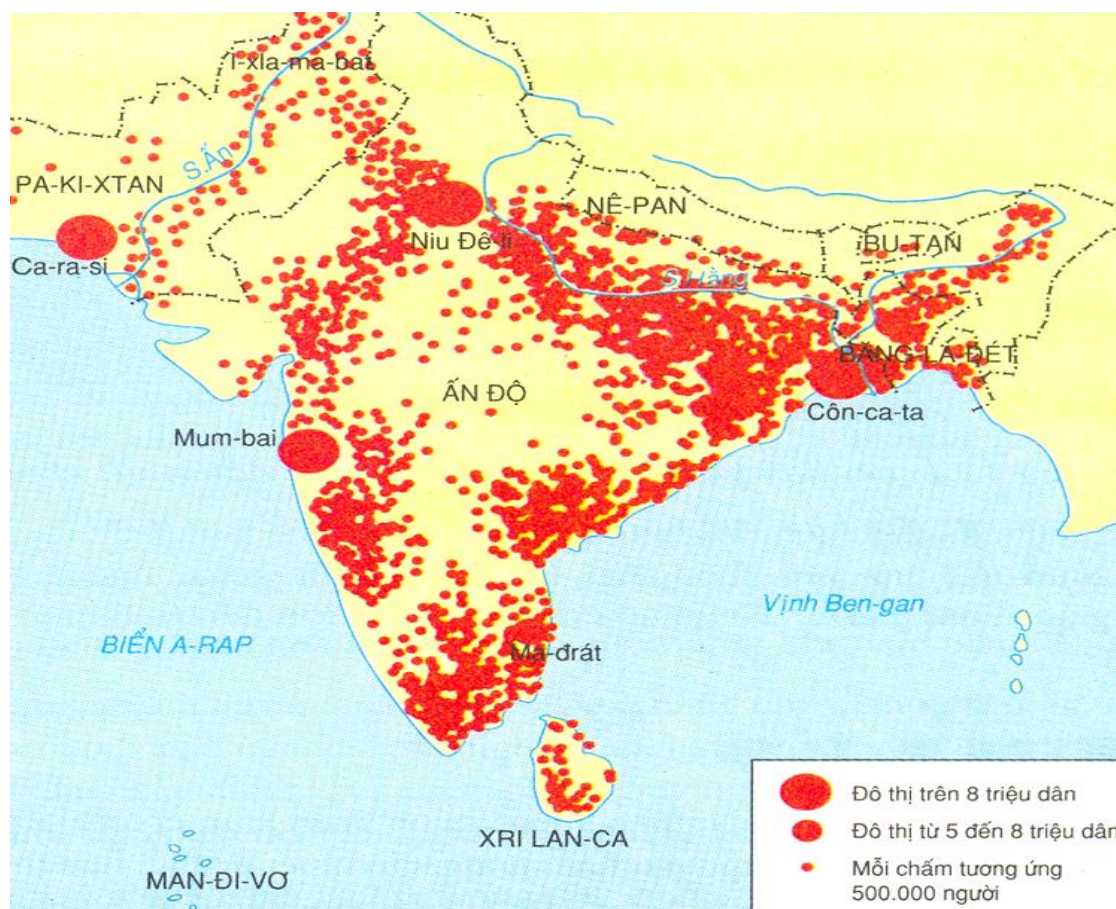 I-xla-ma-bat
S.Ấn
PA-KI-XTAN
NÊ-PAN
Niu Đê-li
BU-TAN
Ca-ra-si
S.Hằng
BĂNG-LA-ĐÉT
ẤN ĐỘ
Côn-ca-ta
Mum-bai
Vịnh Ben-gan
BIỂN A-RAP
Ma-đrát
Đô thị trên 8 triệu dân
Đô thị từ 5 đến 8 triệu dân
XRI LAN-CA
Mỗi chấm tương ứng
500.000 người
MAN-ĐI-VƠ